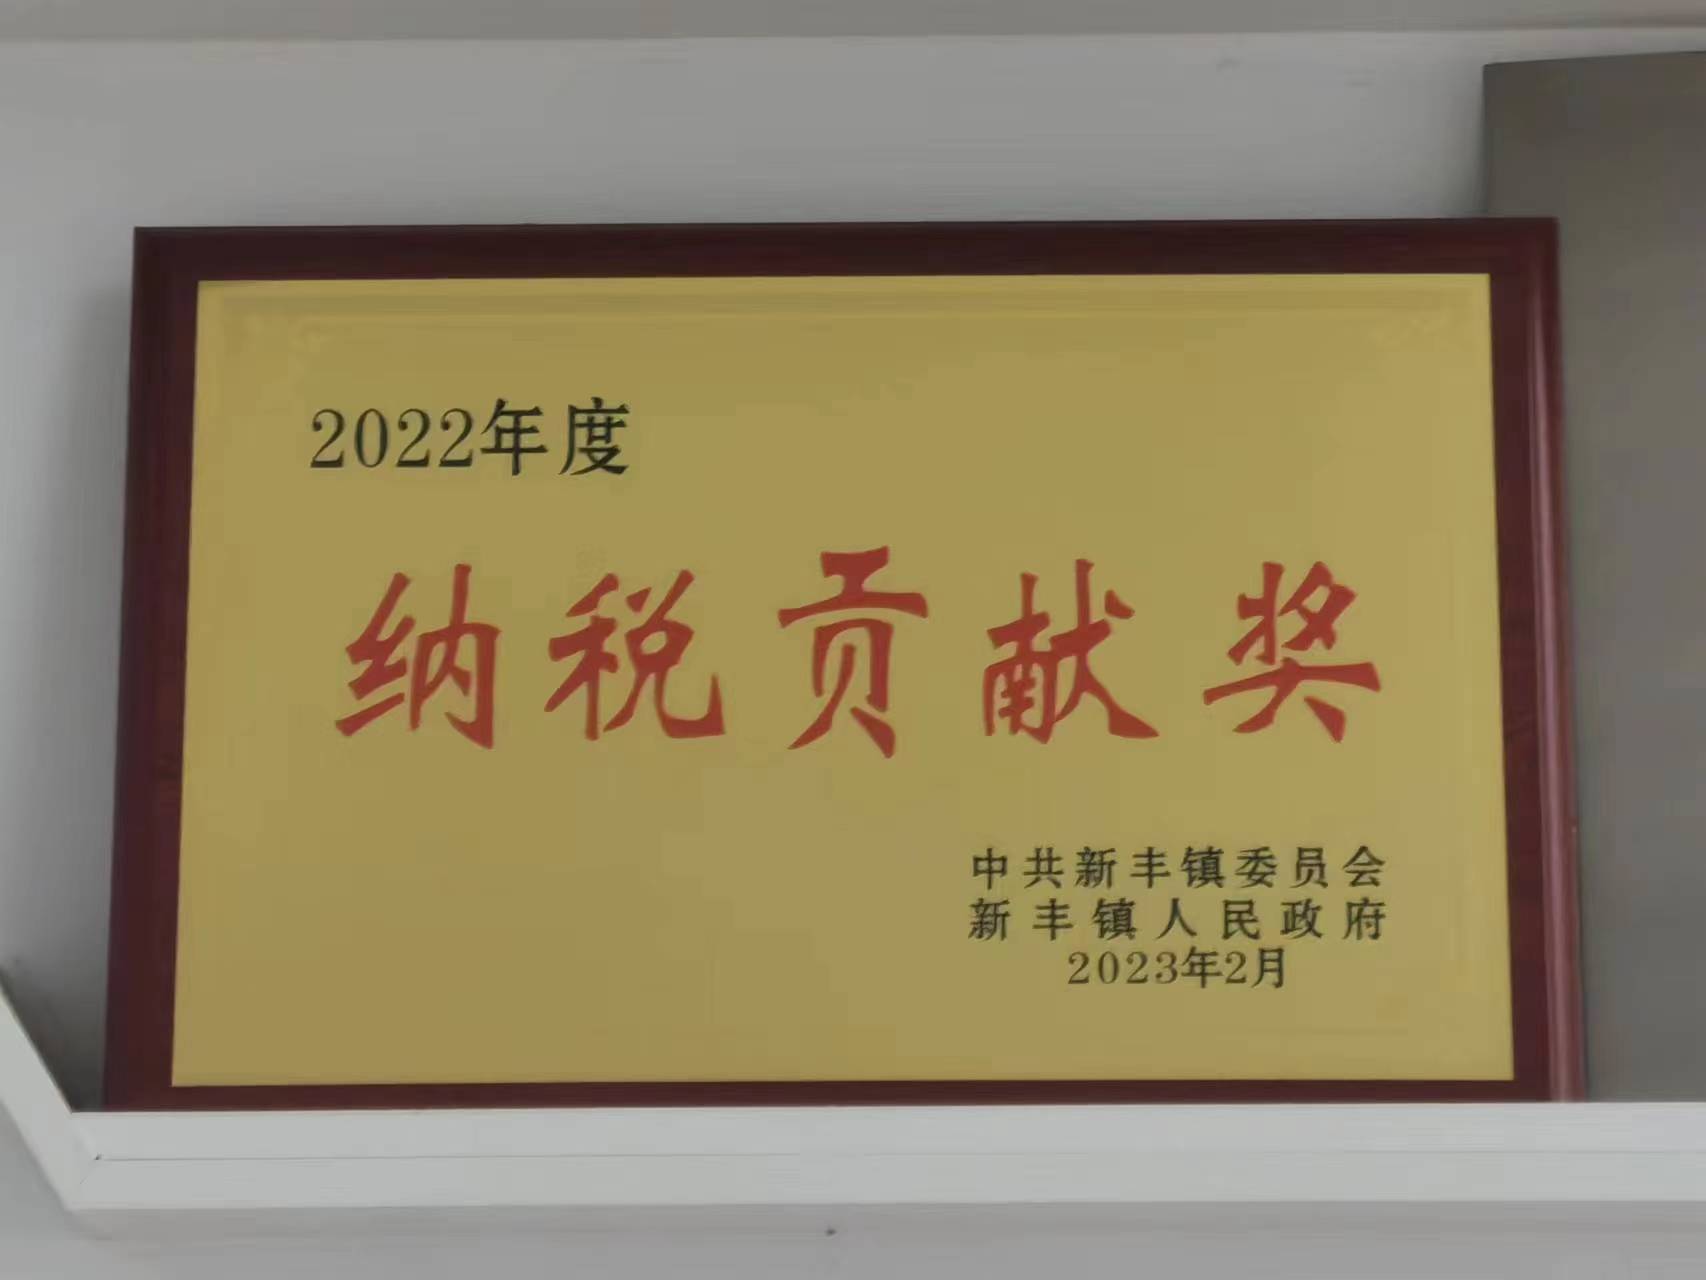 2022年度
纳税贡献奖
中共新丰镇委员会
新丰镇人民政府
2023年2月